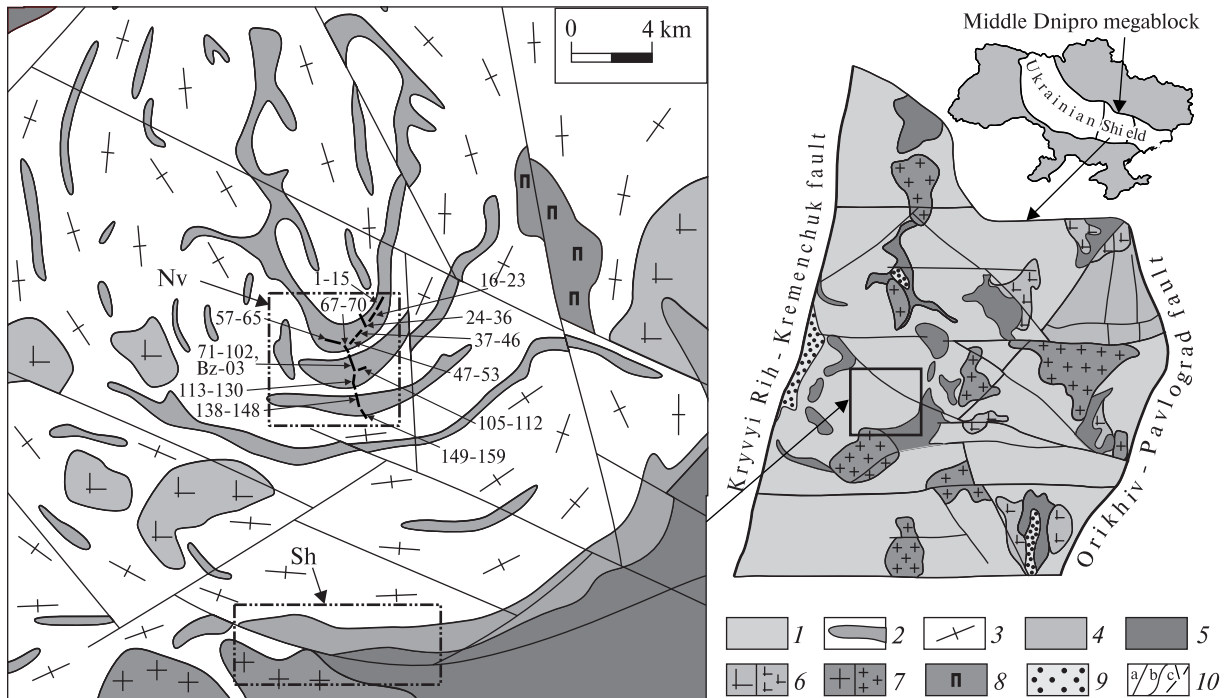 0 4 km
Nv
1-15
67-70
57-65
16-23
24-36
37-46
71-102,
Bz-03
47-53
113-130
138-148
105-112
149-159
Sh
П
П
П
Middle Dnipro megablock
Ukrainian Shield
Kryvyi Rih - Kremenchuk fault
Orikhiv - Pavlograd fault
1 2 3 4 5
6 7 П 8 9 a b c 10